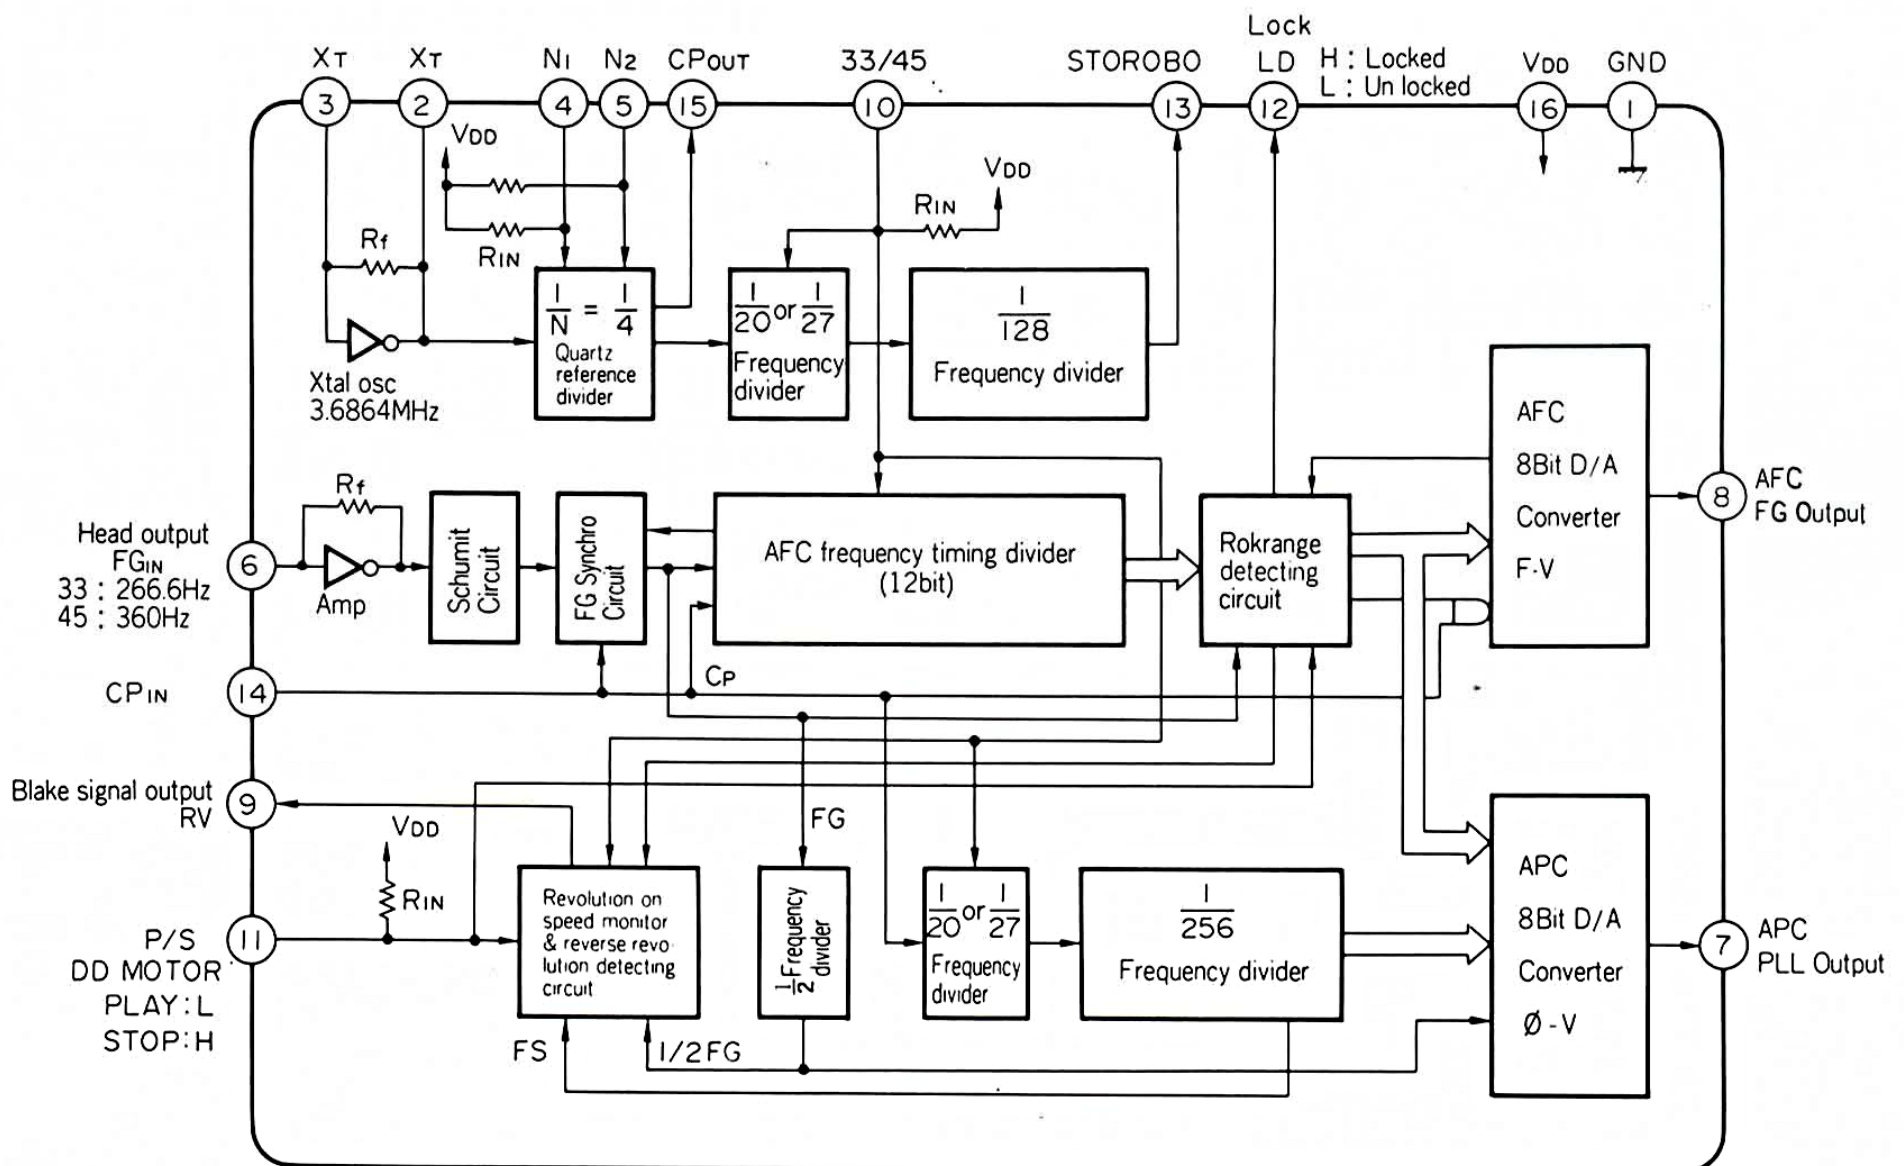 Lock
XT XT N1 N2 CPOUT 33/45 STOROBO LD H : Locked VDD GND
L : Un locked
3 2 4 5 15 10 13 12 16 1
VDD
VDD
RIN
Rf
RIN
1/N = 1/4
Quartz
reference
divider
1/20 or 1/27
Frequency
divider
1/128
Frequency divider
Xtal osc
3.6864MHz
AFC
8Bit D/A
Converter
F-V
8
AFC
FG Output
Rf
Head output
FGIN
33 : 266.6Hz
45 : 360Hz
6
Amp
Schumit
Circuit
FG Synchro
Circuit
AFC frequency timing divider
(12bit)
Rokrange
detecting
circuit
CPIN
14
CP
Blake signal output
RV
9
VDD
RIN
FG
P/S
DD MOTOR
PLAY:L
STOP:H
11
Revolution on
speed monitor
& reverse revo-
lution detecting
circuit
1/2 Frequency
divider
1/20 or 1/27
Frequency
divider
1/256
Frequency divider
APC
8Bit D/A
Converter
Ø-V
7
APC
PLL Output
FS
1/2FG